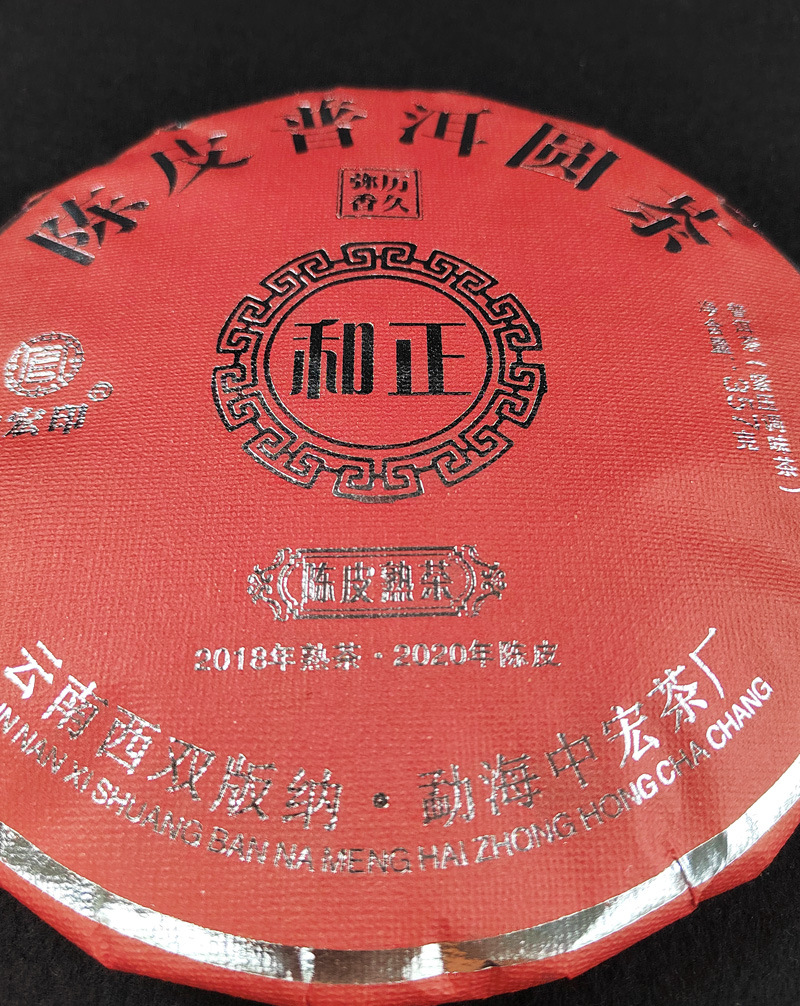 陈皮普洱圆茶
历久
弥香
和正
宏印
陈皮熟茶
2018年熟茶·2020年陈皮
云南西双版纳·勐海中宏茶厂
NAN XI SHUANG BAN NA MENG HAI ZHONG HONG CHA CHANG